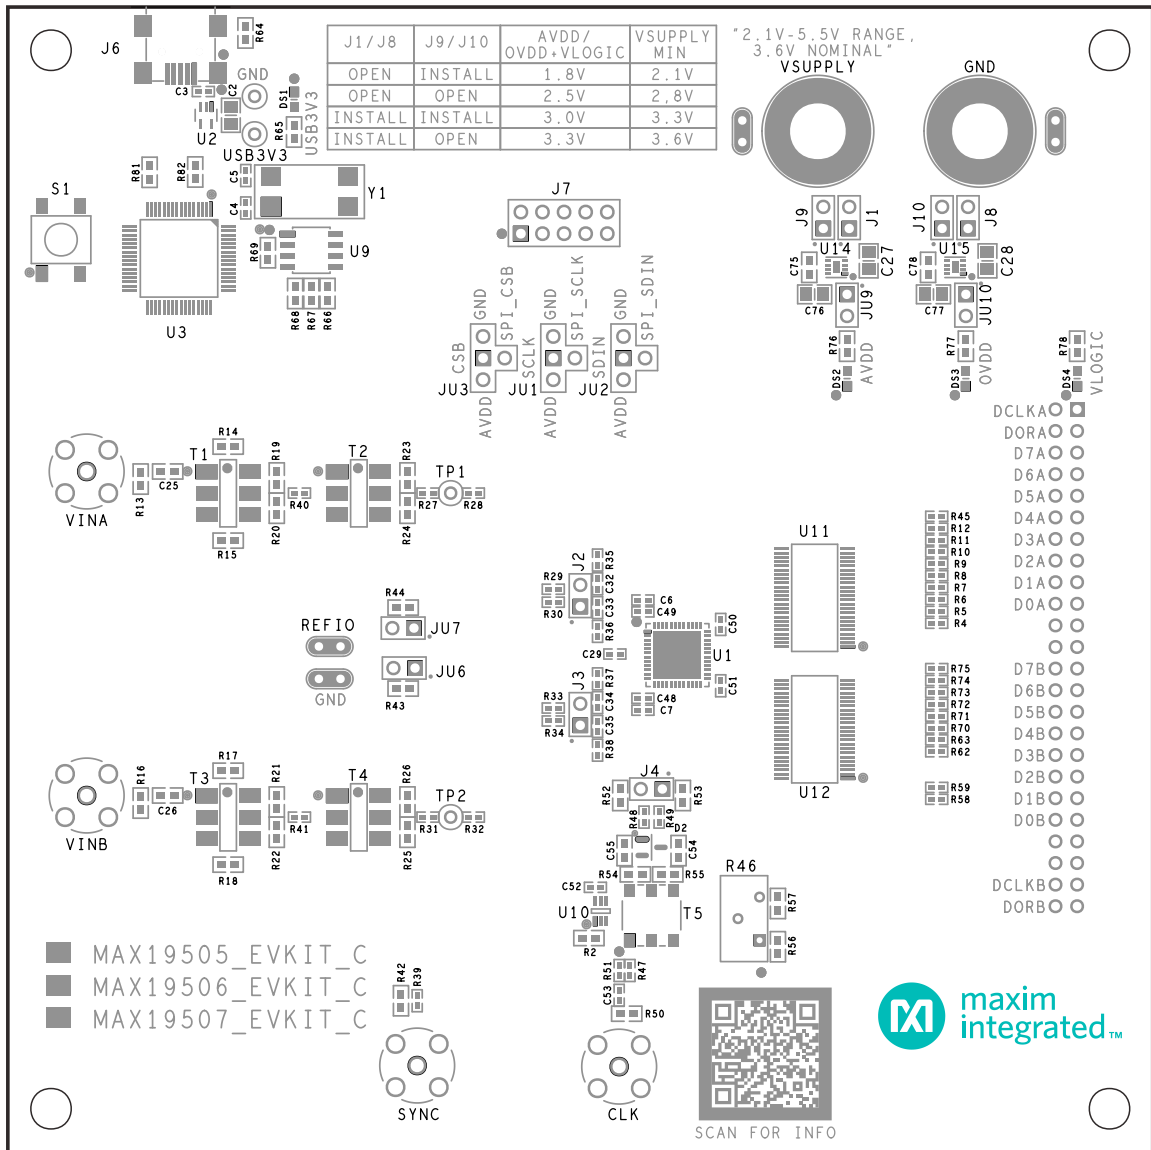 J6
R64
J1/J8 J9/J10 AVDD/ OVDD+VLOGIC VSUPPLY MIN
OPEN INSTALL 1.8V 2.1V
OPEN OPEN 2.5V 2,8V
INSTALL INSTALL 3.0V 3.3V
INSTALL OPEN 3.3V 3.6V
"2.1V-5.5V RANGE,
3.6V NOMINAL"
VSUPPLY
GND
GND
C3
C2
DS1
USB3V3
U2
R65
USB3V3
R81
R82
C5
Y1
S1
C4
J7
J9
J1
J10
J8
R69
U9
U14
C27
U15
C28
C75
C78
R68
R67
R66
C76
JU9
C77
JU10
U3
GND
SPI_CSB
GND
SPI_SCLK
GND
SPI_SDIN
CSB
SCLK
SDIN
JU3
JU1
JU2
AVDD
AVDD
AVDD
R76
R77
R78
DS2
AVDD
DS3
OVDD
DS4
VLOGIC
DCLKA
DORA
D7A
D6A
D5A
D4A
D3A
D2A
D1A
D0A
D7B
D6B
D5B
D4B
D3B
D2B
D1B
D0B
DCLKB
DORB
R14
T1
R19
T2
R23
TP1
R13
C25
R40
R27
R28
VINA
R20
R24
R15
U11
R45
R12
R11
R10
R9
R8
R7
R6
R5
R4
J2
R35
R29
C32
R30
C33
R36
C6
C49
C50
R44
REFIO
JU7
C29
U1
JU6
GND
R43
R37
J3
R33
C34
R34
C35
R38
C48
C7
C51
R75
R74
R73
R72
R71
R70
R63
R62
U12
R59
R58
R17
R16
T3
R21
T4
R26
TP2
C26
R41
R31
R32
VINB
R22
R25
R18
J4
R52
R53
R48
R49
D2
C55
C54
R54
R55
C52
U10
T5
R2
R46
R57
R56
R51
R47
C53
R50
MAX19505_EVKIT_C
MAX19506_EVKIT_C
MAX19507_EVKIT_C
R42
R39
SYNC
CLK
SCAN FOR INFO
maxim
integrated™